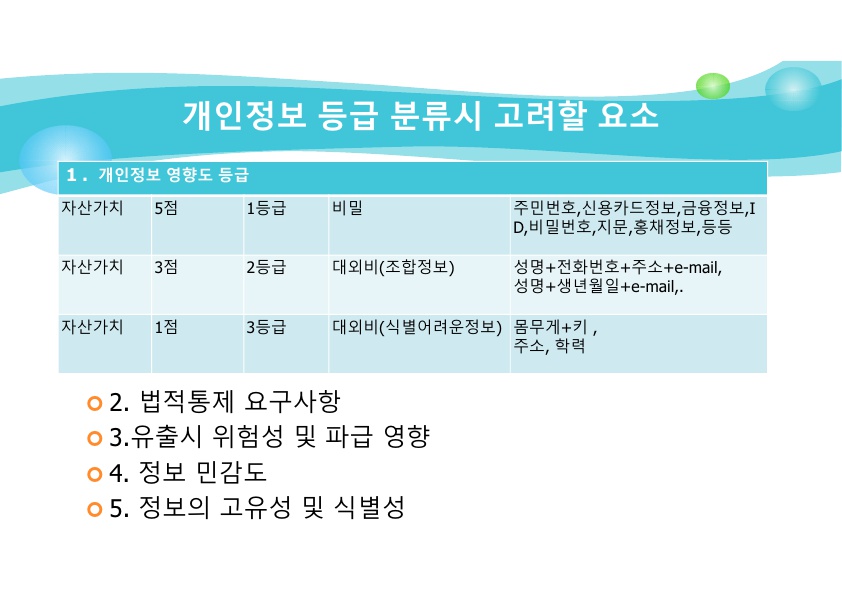 개인정보 등급 분류시 고려할 요소
1 . 개인정보 영향도 등급
자산가치 5점 1등급 비밀 주민번호,신용카드정보,금융정보,I
D,비밀번호,지문,홍채정보,등등
자산가치 3점 2등급 대외비(조합정보) 성명+전화번호+주소+e-mail,
성명+생년월일+e-mail,.
자산가치 1점 3등급 대외비(식별어려운정보) 몸무게+키 ,
주소, 학력
2. 법적통제 요구사항
3.유출시 위험성 및 파급 영향
4. 정보 민감도
5. 정보의 고유성 및 식별성